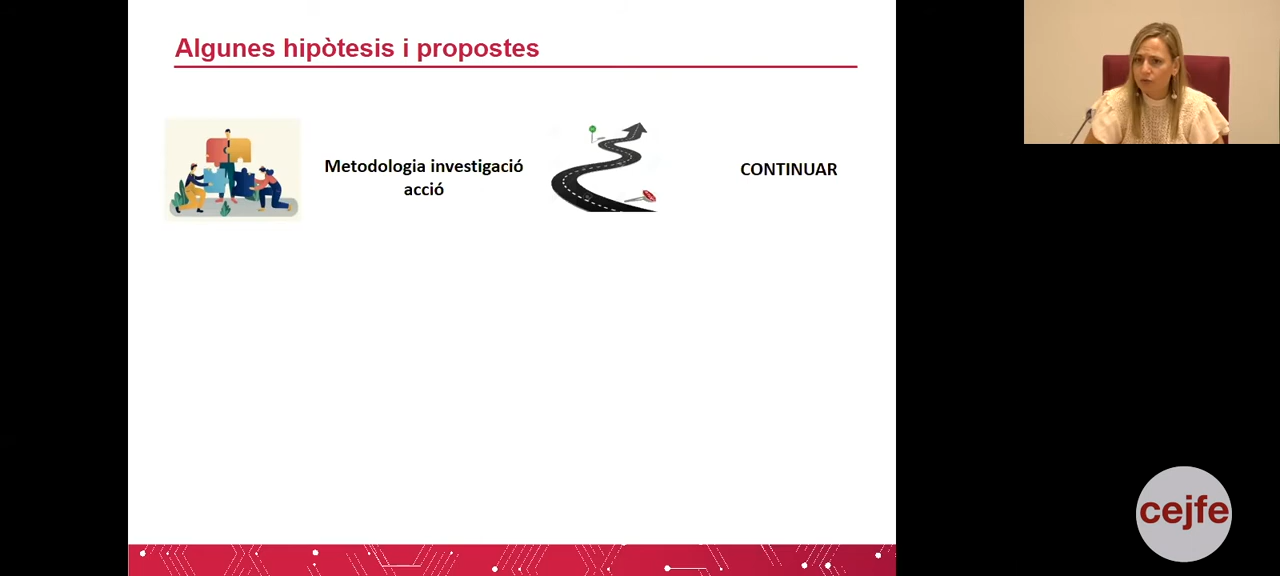 Algunes hipòtesis i propostes
Metodologia investigació
acció
CONTINUAR
cejfe